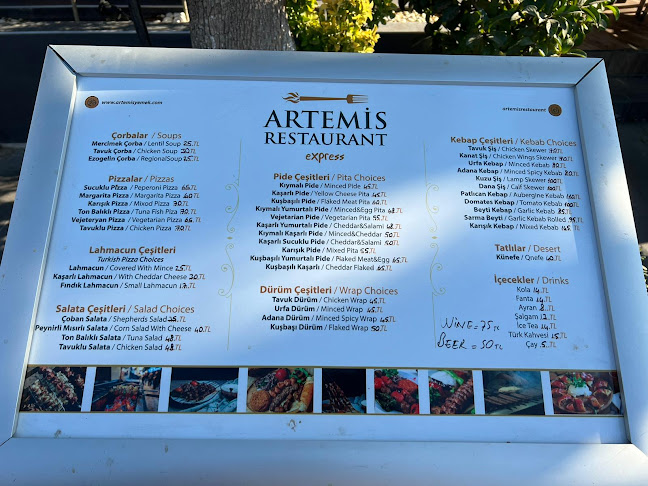 www.artemisyemek.com
artemisrestaurant
ARTEMİS
RESTAURANT
express
Çorbalar / Soups
Mercimek Çorba / Lentil Soup 25.TL
Tavuk Çorba / Chicken Soup 30.TL
Ezogelin Çorba / RegionalSoup 25.TL
Pizzalar / Pizzas
Sucuklu Pizza / Peperoni Pizza 65.TL
Margarita Pizza / Margarita Pizza 60.TL
Karışık Pizza / Mixed Pizza 70.TL
Ton Balıklı Pizza / Tuna Fish Pizza 70.TL
Vejeteryan Pizza / Vegetarian Pizza 65.TL
Tavuklu Pizza / Chicken Pizza 70.TL
Lahmacun Çeşitleri
Turkish Pizza Choices
Lahmacun / Covered With Mince 25.TL
Kaşarlı Lahmacun / With Cheddar Cheese 30.TL
Fındık Lahmacun / Small Lahmacun 17.TL
Salata Çeşitleri / Salad Choices
Çoban Salata / Shepherds Salad 35.TL
Peynirli Mısırlı Salata / Corn Salad With Cheese 40.TL
Ton Balıklı Salata / Tuna Salad 48.TL
Tavuklu Salata / Chicken Salad 48.TL
Pide Çeşitleri / Pita Choices
Kıymalı Pide / Minced Pide 45.TL
Kaşarlı Pide / Yellow Cheese Pita 45.TL
Kuşbaşılı Pide / Flaked Meat Pita 60.TL
Kıymalı Yumurtalı Pide / Minced&Egg Pita 48.TL
Vejetarian Pide / Vegetarian Pita 55.TL
Kaşarlı Yumurtalı Pide / Cheddar&Salami 48.TL
Kıymalı Kaşarlı Pide / Minced&Cheddar 50.TL
Kaşarlı Sucuklu Pide / Cheddar&Salami 50.TL
Karışık Pide / Mixed Pita 55.TL
Kuşbaşılı Yumurtalı Pide / Flaked Meat&Egg 65.TL
Kuşbaşılı Kaşarlı / Cheddar Flaked 65.TL
Dürüm Çeşitleri / Wrap Choices
Tavuk Dürüm / Chicken Wrap 45.TL
Urfa Dürüm / Minced Wrap 45.TL
Adana Dürüm / Minced Spicy Wrap 45.TL
Kuşbaşı Dürüm / Flaked Wrap 50.TL
Kebap Çeşitleri / Kebab Choices
Tavuk Şiş / Chicken Skewer TL
Kanat Şiş / Chicken Wings Skewer TL
Urfa Kebab / Minced Kebab 80.TL
Adana Kebab / Minced Spicy Kebab 80.TL
Kuzu Şiş / Lamp Skewer TL
Dana Şiş / Calf Skewer TL
Patlıcan Kebap / Aubergine Kebab TL
Domates Kebap / Tomato Kebab TL
Beyti Kebap / Garlic Kebab 85.TL
Sarma Beyti / Garlic Kebab Rolled 95.TL
Karışık Kebap / Mixed Kebab TL
Tatlılar / Desert
Künefe / Qnefe 40.TL
İçecekler / Drinks
Kola 14.TL
Fanta 14.TL
Ayran 8.TL
Şalgam 12.TL
İce Tea 14.TL
Türk Kahvesi 15.TL
Çay 5.TL
WINE = 75 TL
BEER = 50 TL